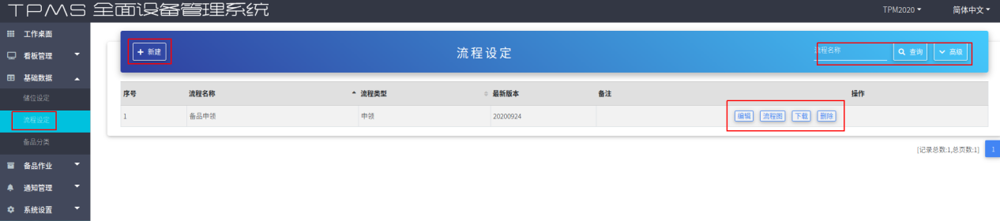 TPMS 全面设备管理系统
TPM2020
简体中文
工作桌面
看板管理
基础数据
储位设定
流程设定
备品分类
备品作业
通知管理
系统设置
新建
流程设定
流程名称
查询
高级
序号 流程名称 流程类型 最新版本 备注 操作
1 备品申领 申领 20200924 编辑 流程图 下载 删除
[记录总数:1,总页数:1] 1